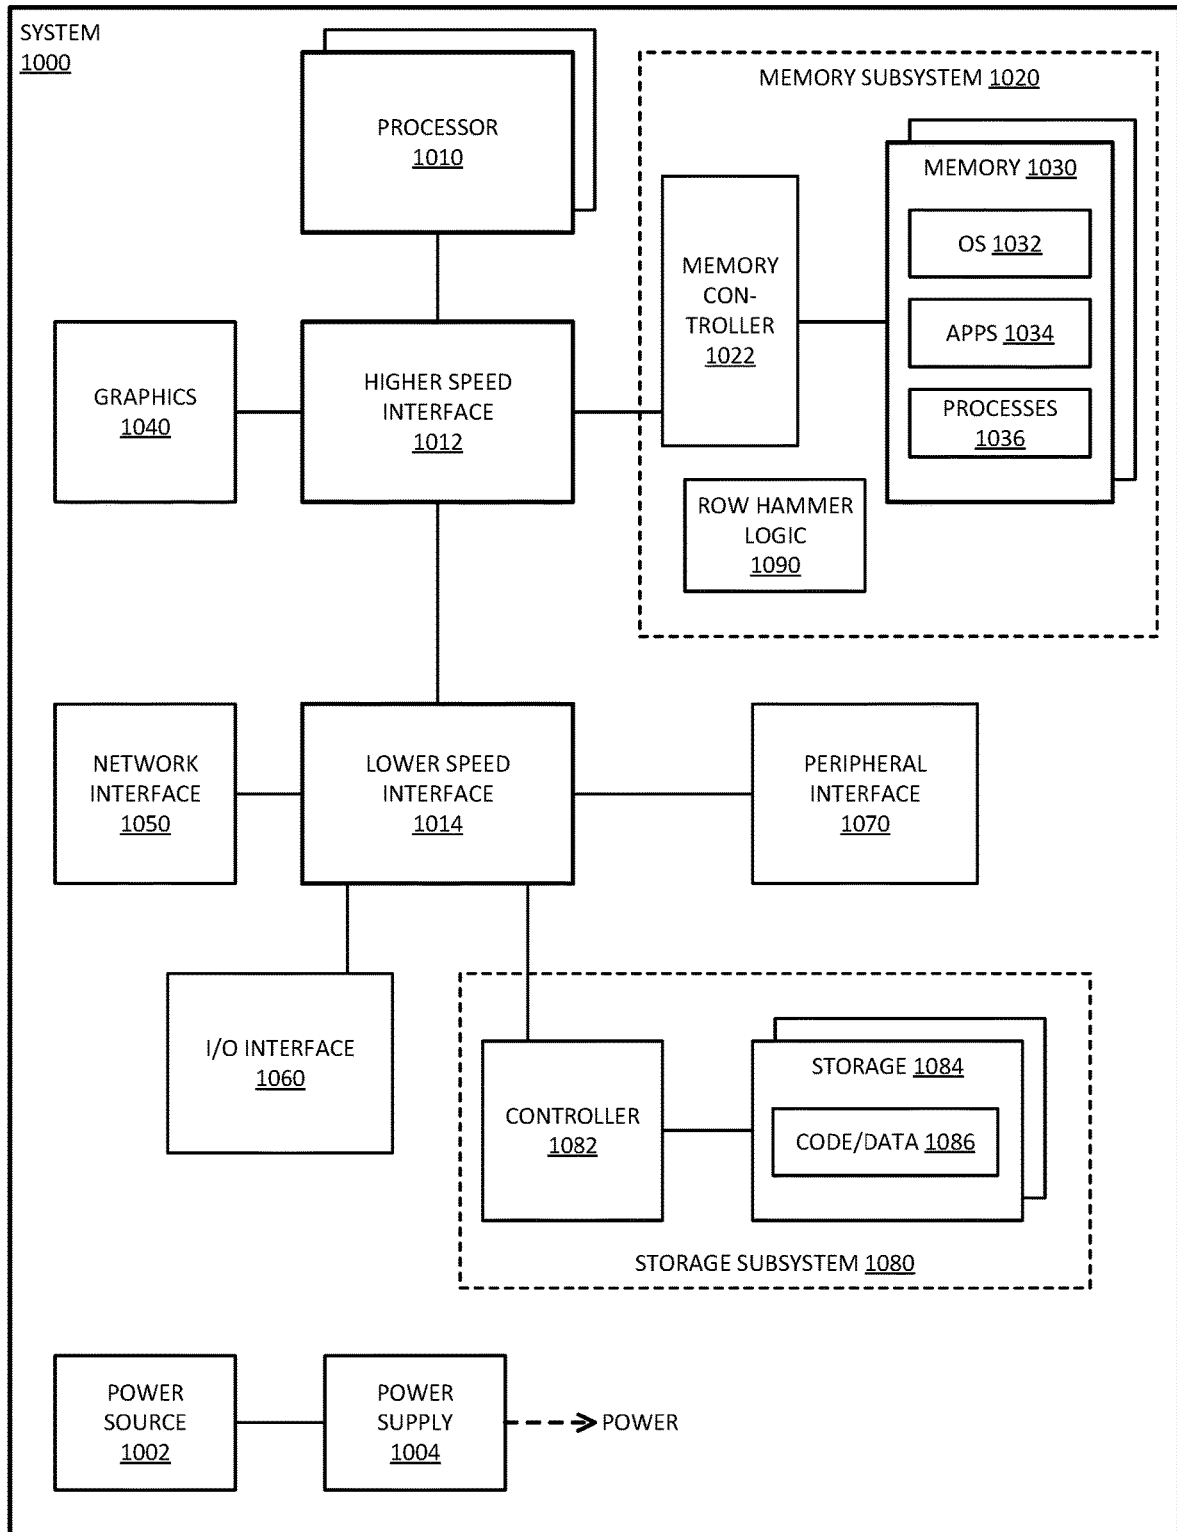 SYSTEM
1000
PROCESSOR
1010
MEMORY SUBSYSTEM 1020
MEMORY 1030
OS 1032
APPS 1034
PROCESSES
1036
MEMORY
CON-
TROLLER
1022
ROW HAMMER
LOGIC
1090
GRAPHICS
1040
HIGHER SPEED
INTERFACE
1012
NETWORK
INTERFACE
1050
LOWER SPEED
INTERFACE
1014
PERIPHERAL
INTERFACE
1070
I/O INTERFACE
1060
CONTROLLER
1082
STORAGE 1084
CODE/DATA 1086
STORAGE SUBSYSTEM 1080
POWER
SOURCE
1002
POWER
SUPPLY
1004
POWER